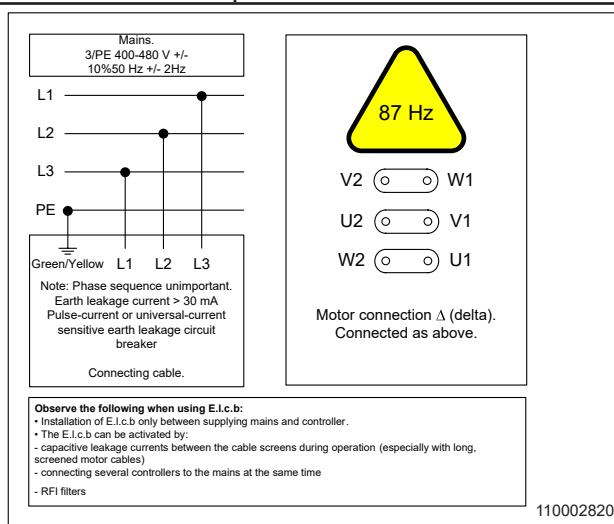 Mains.
3/PE 400-480 V +/-
10%50 Hz +/- 2Hz
L1
L2
L3
PE
Green/Yellow L1 L2 L3
Note: Phase sequence unimportant.
Earth leakage current > 30 mA
Pulse-current or universal-current
sensitive earth leakage circuit
breaker
Connecting cable.
87 Hz
V2 W1
U2 V1
W2 U1
Motor connection ∆ (delta).
Connected as above.
Observe the following when using E.l.c.b:
• Installation of E.l.c.b only between supplying mains and controller.
• The E.l.c.b can be activated by:
- capacitive leakage currents between the cable screens during operation (especially with long,
screened motor cables)
- connecting several controllers to the mains at the same time
- RFI filters
110002820